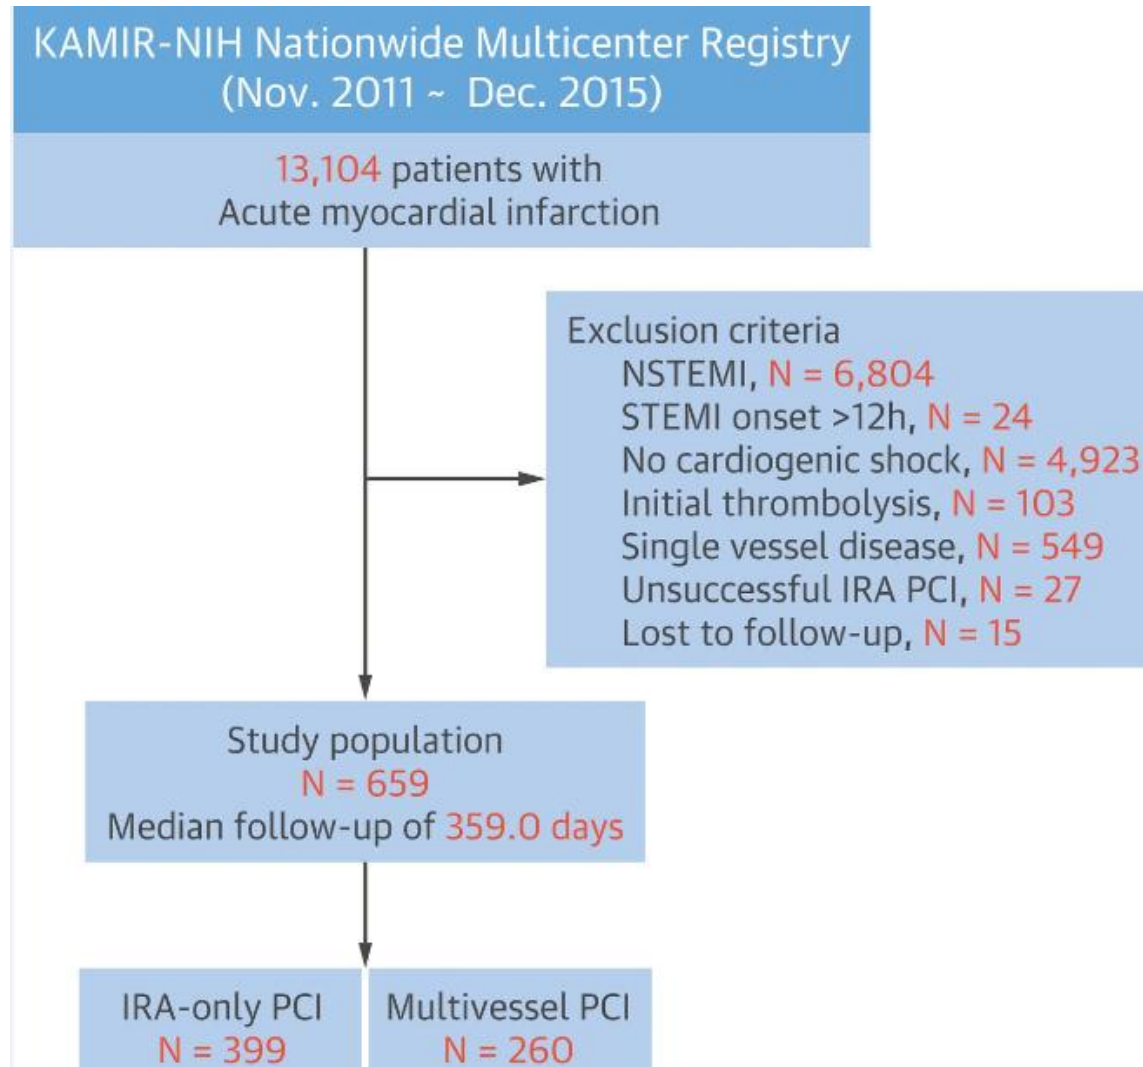 KAMIR-NIH Nationwide Multicenter Registry
(Nov. 2011 ~ Dec. 2015)
13,104 patients with
Acute myocardial infarction
Exclusion criteria
NSTEMI, N = 6,804
STEMI onset >12h, N = 24
No cardiogenic shock, N = 4,923
Initial thrombolysis, N = 103
Single vessel disease, N = 549
Unsuccessful IRA PCI, N = 27
Lost to follow-up, N = 15
Study population
N = 659
Median follow-up of 359.0 days
IRA-only PCI
N = 399
Multivessel PCI
N = 260